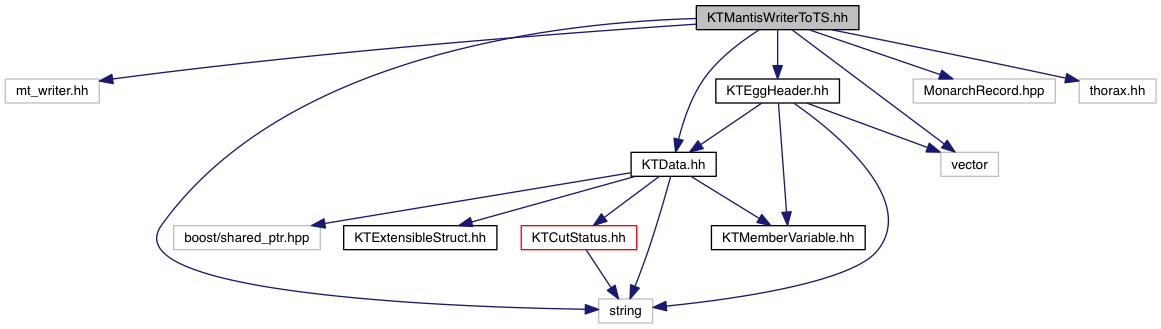 KTMantisWriterToTS.hh
mt_writer.hh
KTEggHeader.hh
MonarchRecord.hpp
thorax.hh
KTData.hh
vector
boost/shared_ptr.hpp
KTExtensibleStruct.hh
KTCutStatus.hh
KTMemberVariable.hh
string